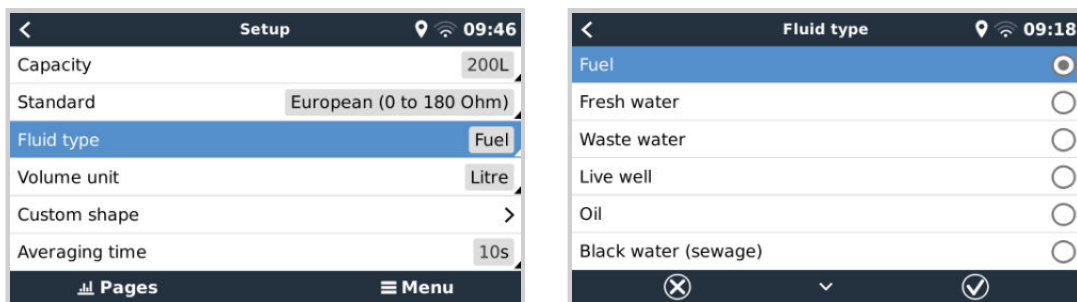 Setup 09:46
Capacity 200L
Standard European (0 to 180 Ohm)
Fluid type Fuel
Volume unit Litre
Custom shape
Averaging time 10s
Pages Menu
Fluid type 09:18
Fuel
Fresh water
Waste water
Live well
Oil
Black water (sewage)